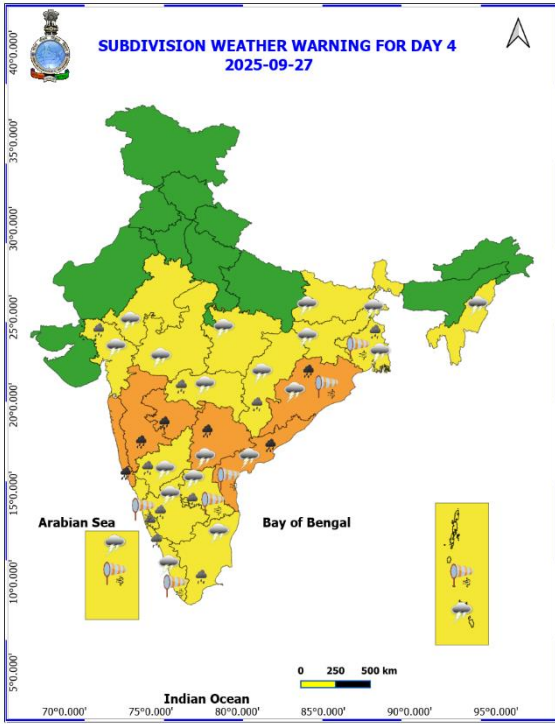 SUBDIVISION WEATHER WARNING FOR DAY 4
2025-09-27
40°0.000'
35°0.000'
30°0.000'
25°0.000'
20°0.000'
15°0.000'
10°0.000'
5°0.000'
Arabian Sea
Bay of Bengal
0 250 500 km
Indian Ocean
70°0.000' 75°0.000' 80°0.000' 85°0.000' 90°0.000' 95°0.000'